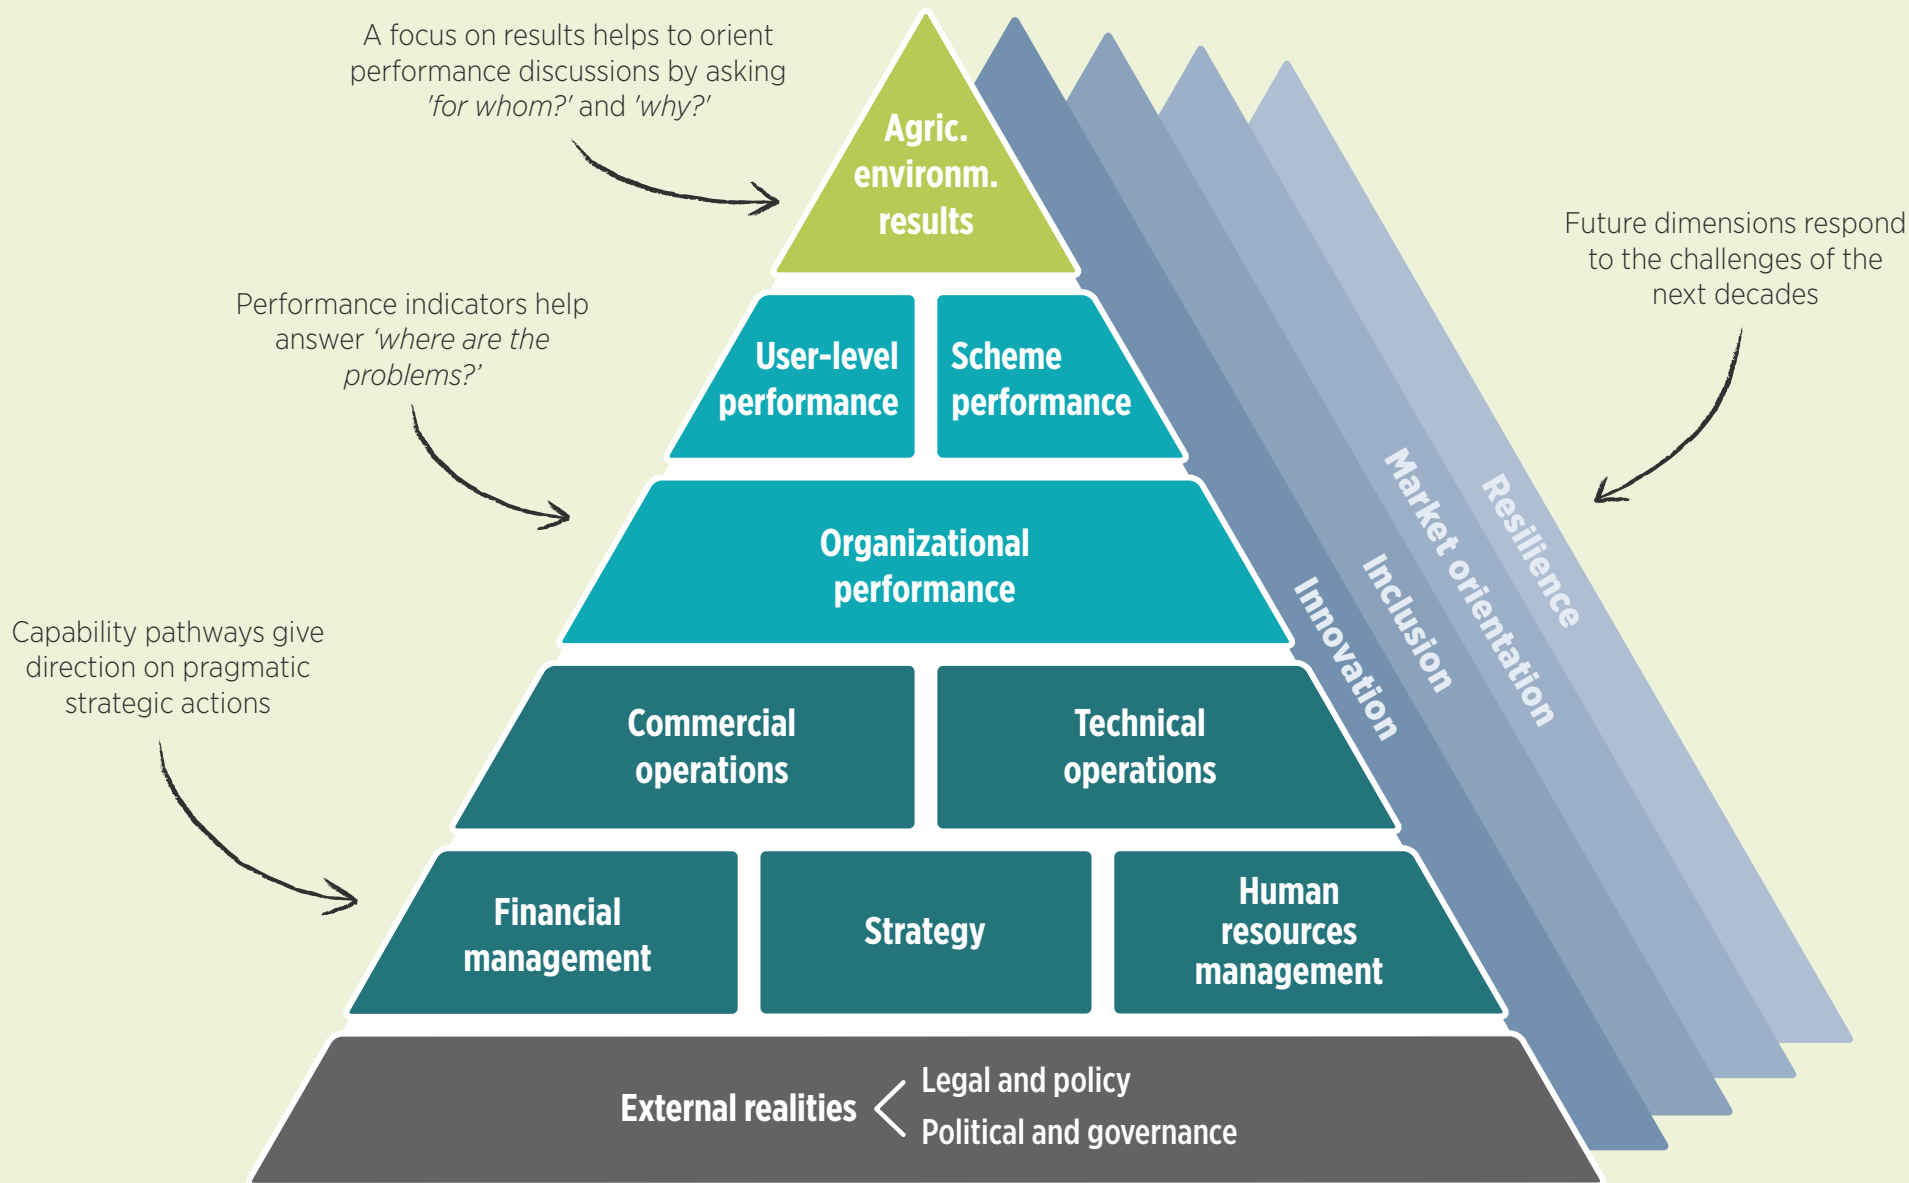 A focus on results helps to orient
performance discussions by asking
'for whom?' and 'why?'
Agric.
environm.
results
Future dimensions respond
to the challenges of the
next decades
Performance indicators help
answer ‘where are the
problems?’
User-level
performance
Scheme
performance
Organizational
performance
Innovation
Inclusion
Market orientation
Resilience
Capability pathways give
direction on pragmatic
strategic actions
Commercial
operations
Technical
operations
Financial
management
Strategy
Human
resources
management
External realities
Legal and policy
Political and governance